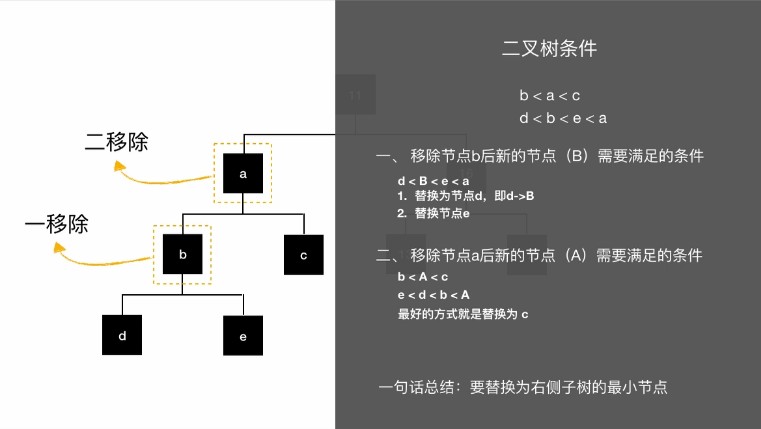 二叉树条件
b < a < c
d < b < e < a
二移除
一、 移除节点b后新的节点（B）需要满足的条件
a
d < B < e < a
1. 替换为节点d，即d->B
2. 替换节点e
一移除
b
c
二、 移除节点a后新的节点（A）需要满足的条件
b < A < c
e < d < b < A
最好的方式就是替换为 c
d
e
一句话总结：要替换为右侧子树的最小节点